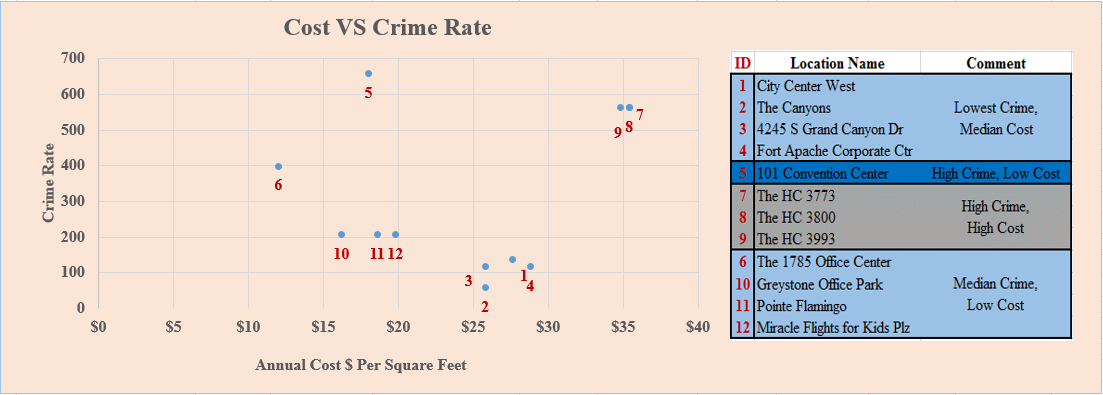 Cost VS Crime Rate
700
600
500
400
300
200
100
0
Crime Rate
5
7
8
9
6
10
11
12
3
1
4
2
$0
$5
$10
$15
$20
$25
$30
$35
$40
Annual Cost $ Per Square Feet
ID Location Name Comment
1 City Center West
2 The Canyons
3 4245 S Grand Canyon Dr
4 Fort Apache Corporate Ctr
Lowest Crime,
Median Cost
5 101 Convention Center High Crime, Low Cost
7 The HC 3773
8 The HC 3800
9 The HC 3993
High Crime,
High Cost
6 The 1785 Office Center
10 Greystone Office Park
11 Pointe Flamingo
12 Miracle Flights for Kids Plz
Median Crime,
Low Cost